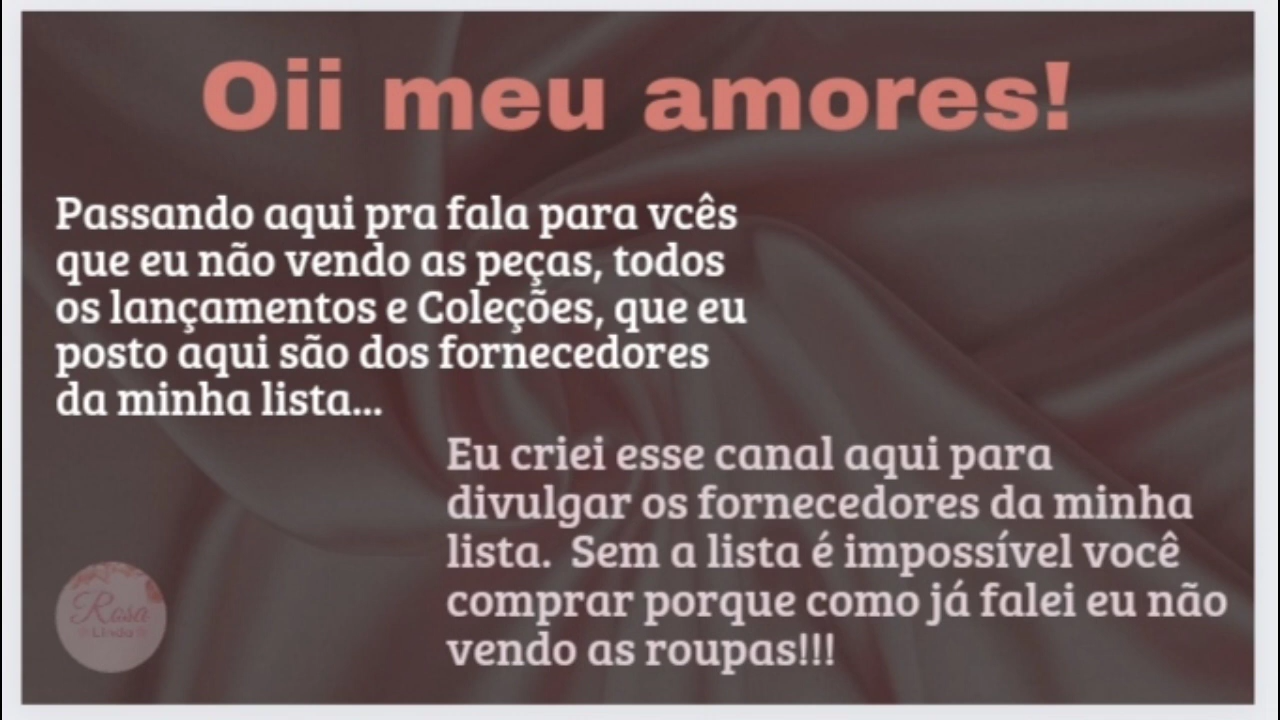 Oii meu amores!
Passando aqui pra fala para vcês
que eu não vendo as peças, todos
os lançamentos e Coleções, que eu
posto aqui são dos fornecedores
da minha lista...
Eu criei esse canal aqui para
divulgar os fornecedores da minha
lista.  Sem a lista é impossível você
comprar porque como já falei eu não
vendo as roupas!!!
Rosa
Linda